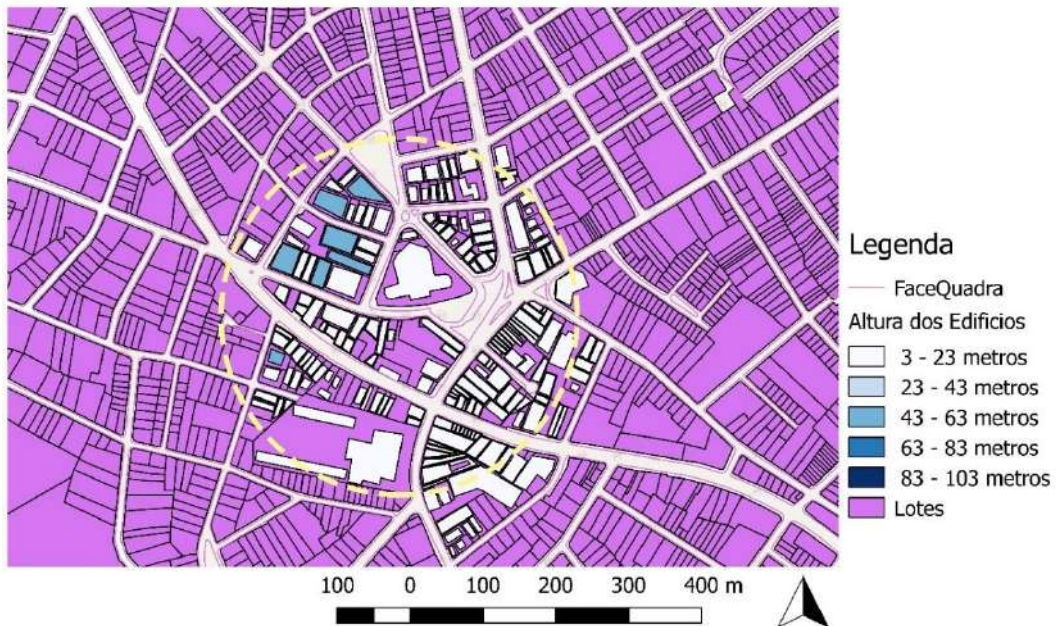 Legenda
FaceQuadra
Altura dos Edificios
3 - 23 metros
23 - 43 metros
43 - 63 metros
63 - 83 metros
83 - 103 metros
Lotes
100 0 100 200 300 400 m